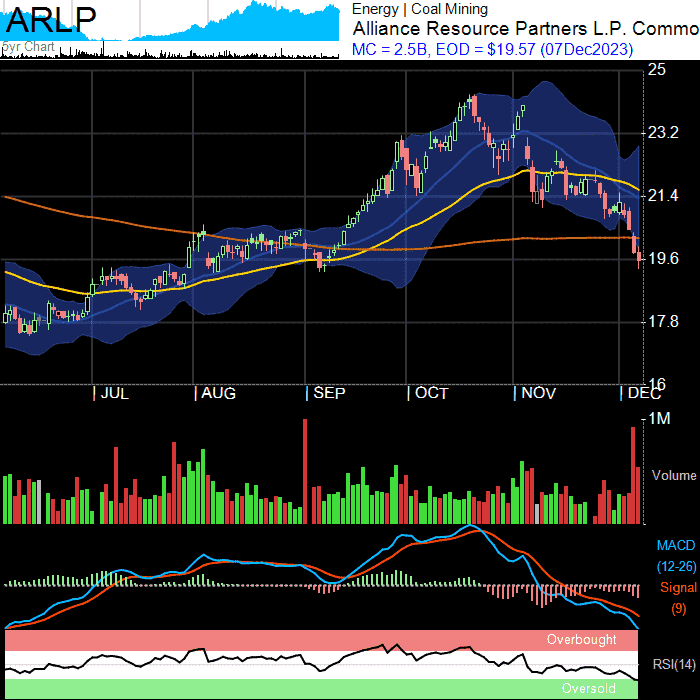 ARLP
5yr Chart
Energy | Coal Mining
Alliance Resource Partners L.P. Commo
MC = 2.5B, EOD = $19.57 (07Dec2023)
25
23.2
21.4
19.6
17.8
16
JUL
AUG
SEP
OCT
NOV
DEC
1M
Volume
MACD
(12-26)
Signal
(9)
Overbought
RSI(14)
Oversold